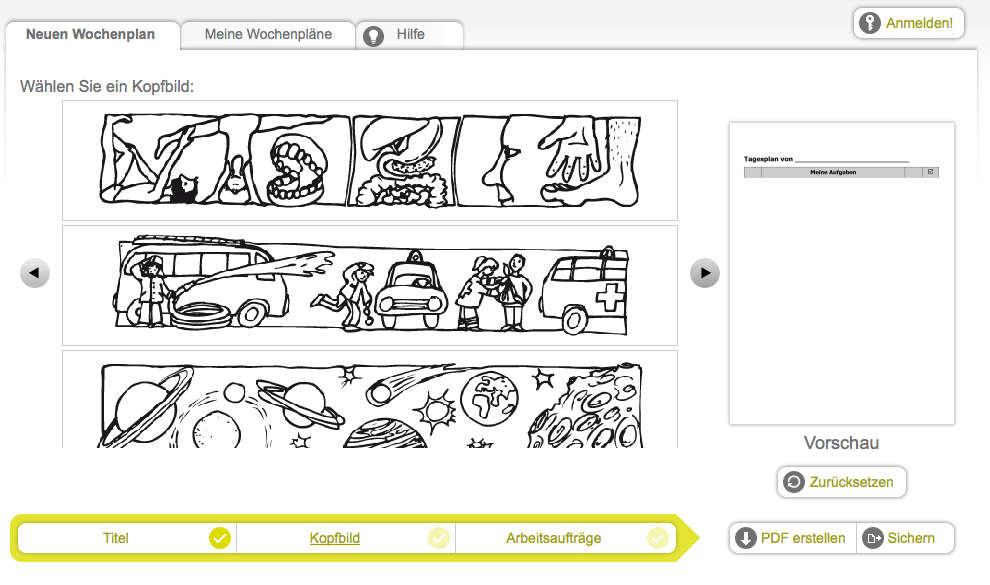 Neuen Wochenplan
Meine Wochenpläne
Hilfe
Anmelden!
Wählen Sie ein Kopfbild:
Tagesplan von
Meine Aufgaben
Vorschau
Zurücksetzen
Titel
Kopfbild
Arbeitsaufträge
PDF erstellen
Sichern